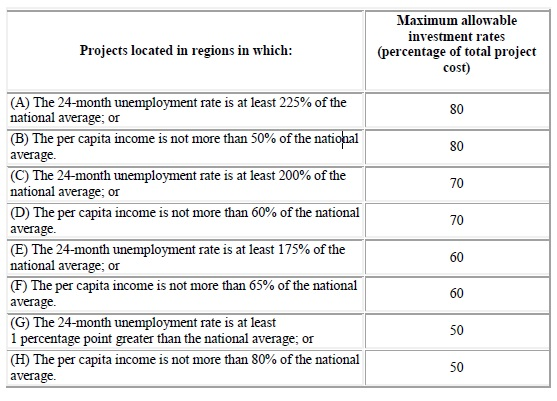 Projects located in regions in which:
Maximum allowable
investment rates
(percentage of total project
cost)
(A) The 24-month unemployment rate is at least 225% of the
national average; or
80
(B) The per capita income is not more than 50% of the national
average.
80
(C) The 24-month unemployment rate is at least 200% of the
national average; or
70
(D) The per capita income is not more than 60% of the national
average.
70
(E) The 24-month unemployment rate is at least 175% of the
national average; or
60
(F) The per capita income is not more than 65% of the national
average.
60
(G) The 24-month unemployment rate is at least
1 percentage point greater than the national average; or
50
(H) The per capita income is not more than 80% of the national
average.
50